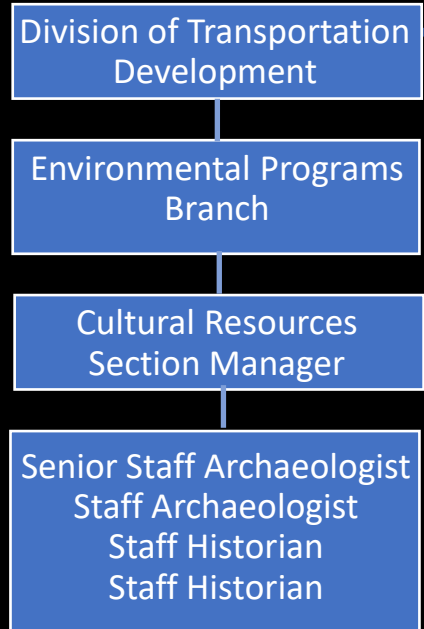 Division of Transportation
Development
Environmental Programs
Branch
Cultural Resources
Section Manager
Senior Staff Archaeologist
Staff Archaeologist
Staff Historian
Staff Historian